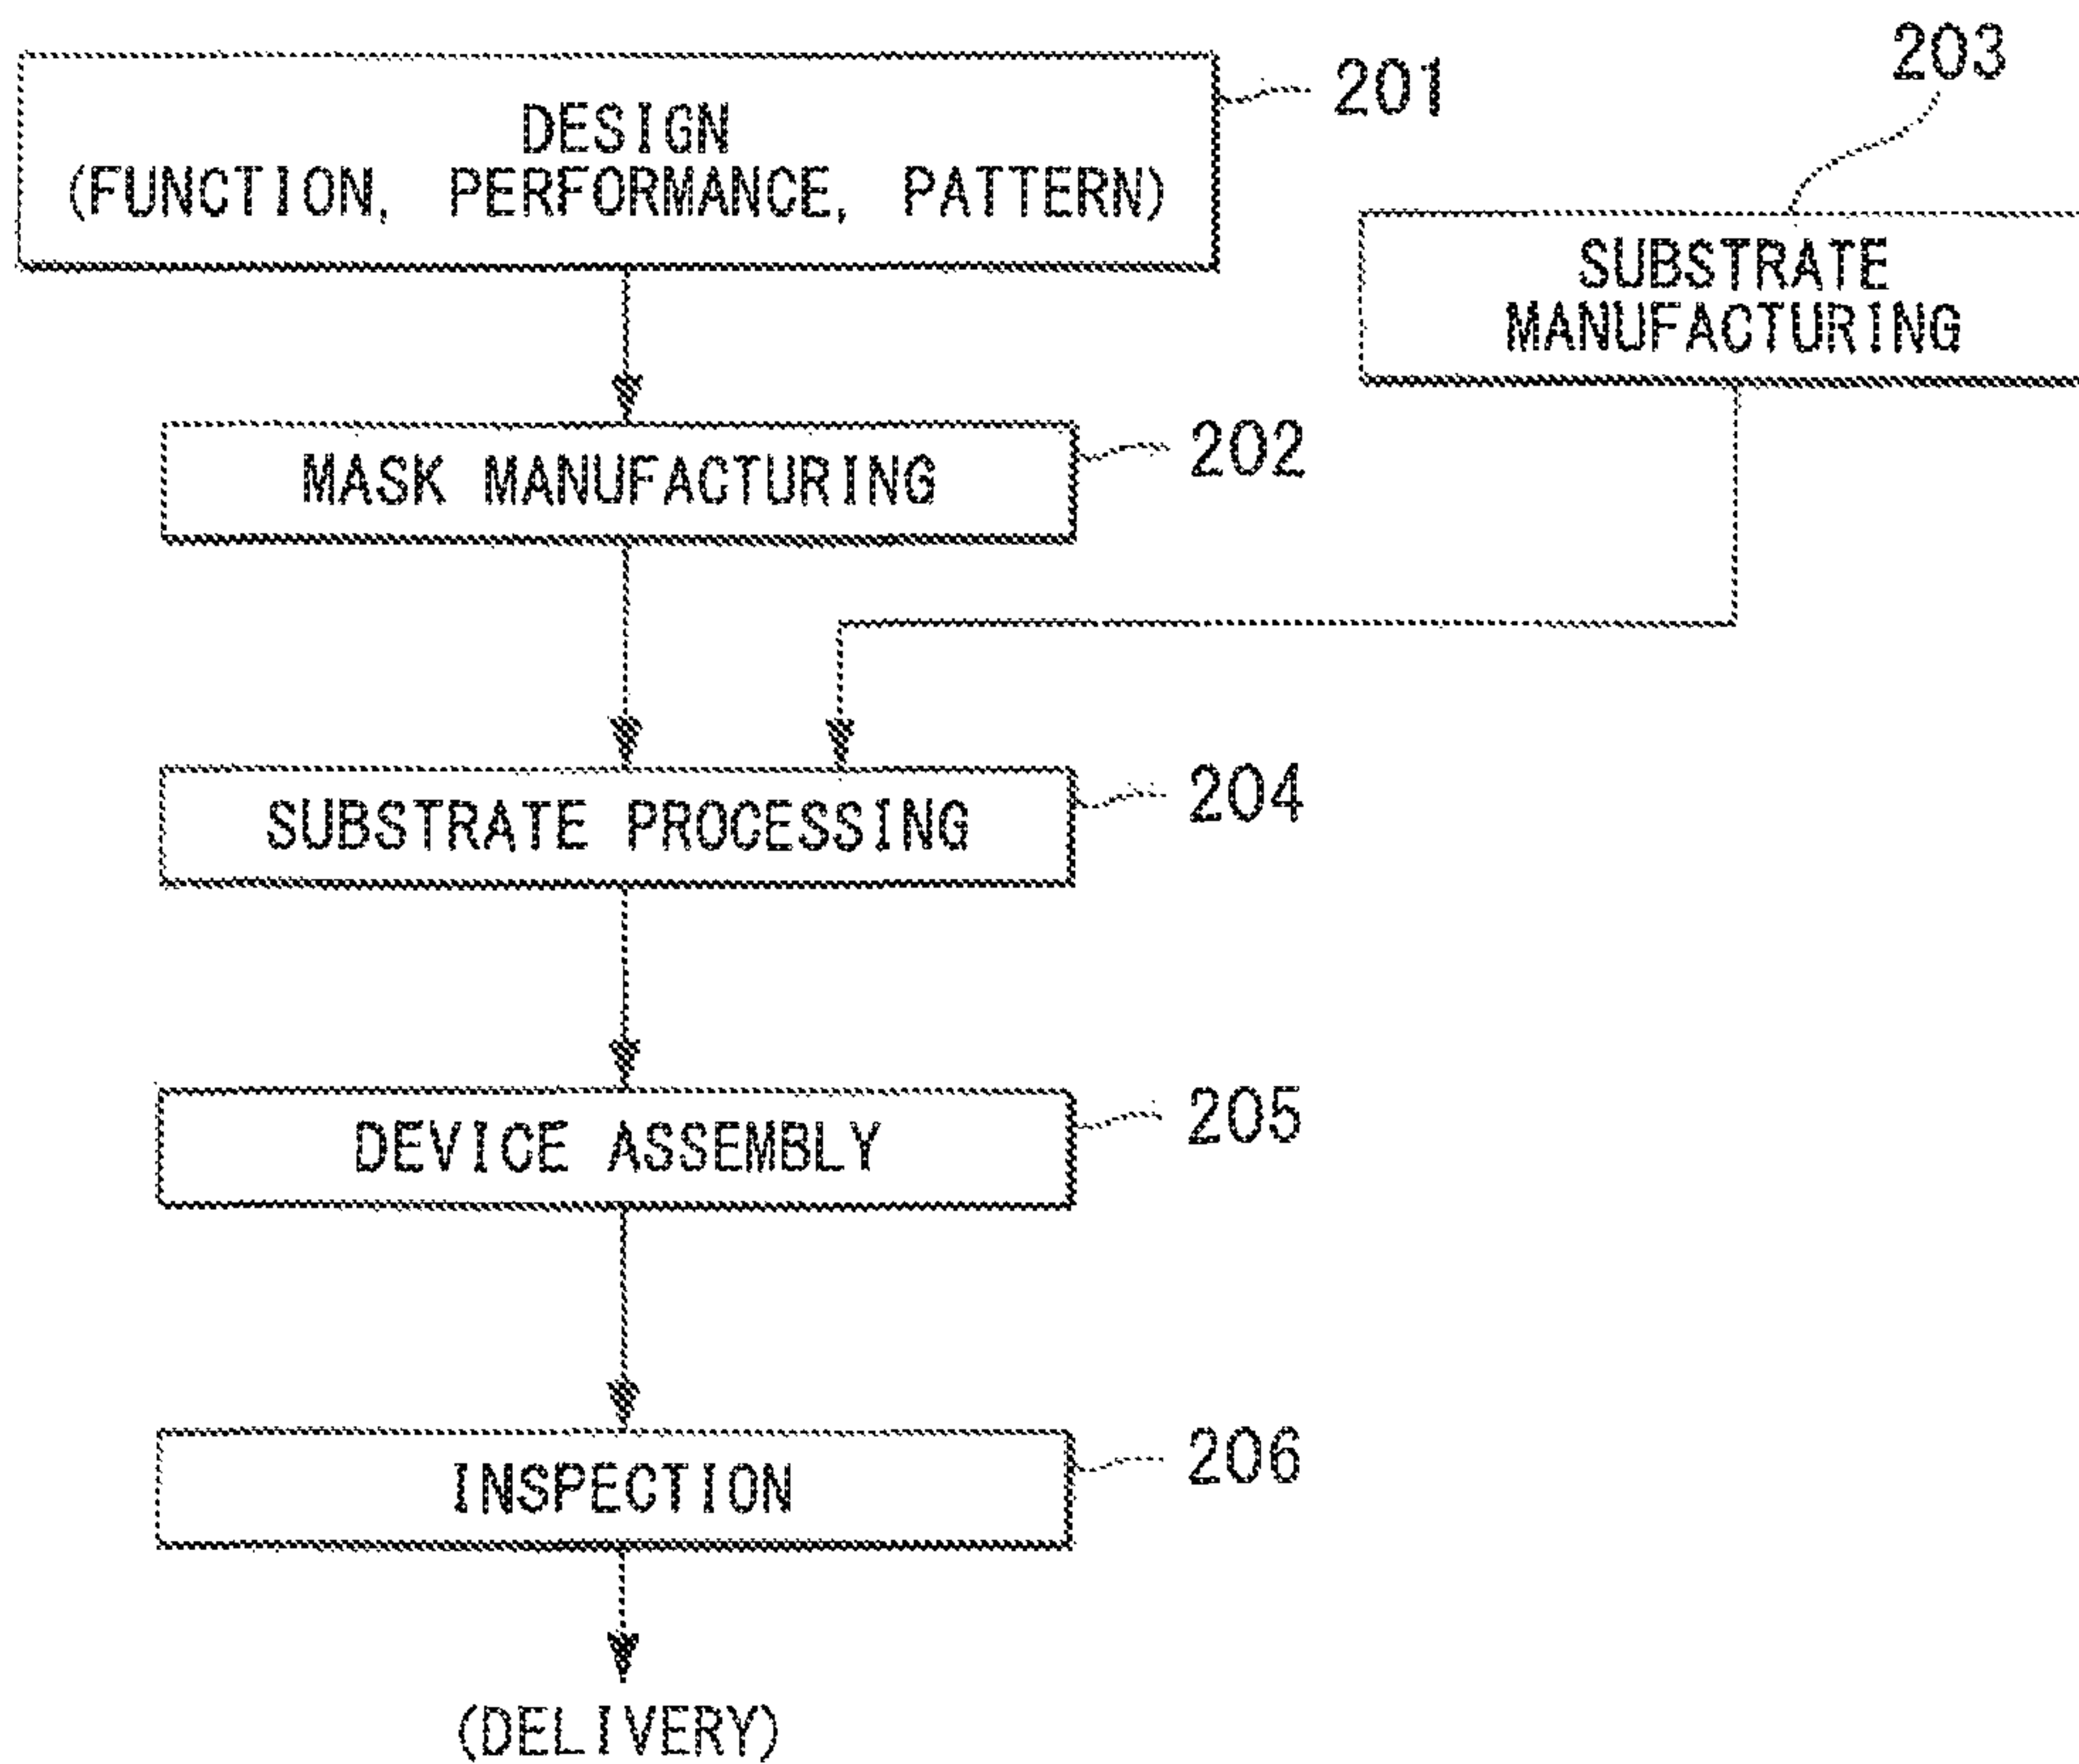 203
201
DESIGN
(FUNCTION, PERFORMANCE, PATTERN)
SUBSTRATE
MANUFACTURING
202
MASK MANUFACTURING
204
SUBSTRATE PROCESSING
205
DEVICE ASSEMBLY
206
INSPECTION
(DELIVERY)